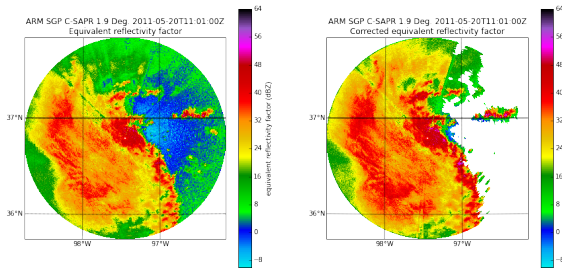 ARM SGP C-SAPR 1.9 Deg. 2011-05-20T11:01:00Z
Equivalent reflectivity factor
64
56
48
40
32
24
16
8
0
−8
equivalent reflectivity factor (dBZ)
37°N
36°N
98°W
97°W
ARM SGP C-SAPR 1.9 Deg. 2011-05-20T11:01:00Z
Corrected equivalent reflectivity factor
64
56
48
40
32
24
16
8
0
−8
37°N
36°N
98°W
97°W